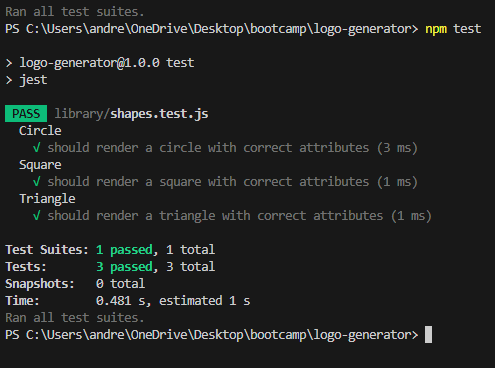 Ran all test suites.
PS C:\Users\andre\OneDrive\Desktop\bootcamp\logo-generator> npm test
> logo-generator@1.0.0 test
> jest
PASS library/shapes.test.js
Circle
√ should render a circle with correct attributes (3 ms)
Square
√ should render a square with correct attributes (1 ms)
Triangle
√ should render a triangle with correct attributes (1 ms)
Test Suites: 1 passed, 1 total
Tests: 3 passed, 3 total
Snapshots: 0 total
Time: 0.481 s, estimated 1 s
Ran all test suites.
PS C:\Users\andre\OneDrive\Desktop\bootcamp\logo-generator>